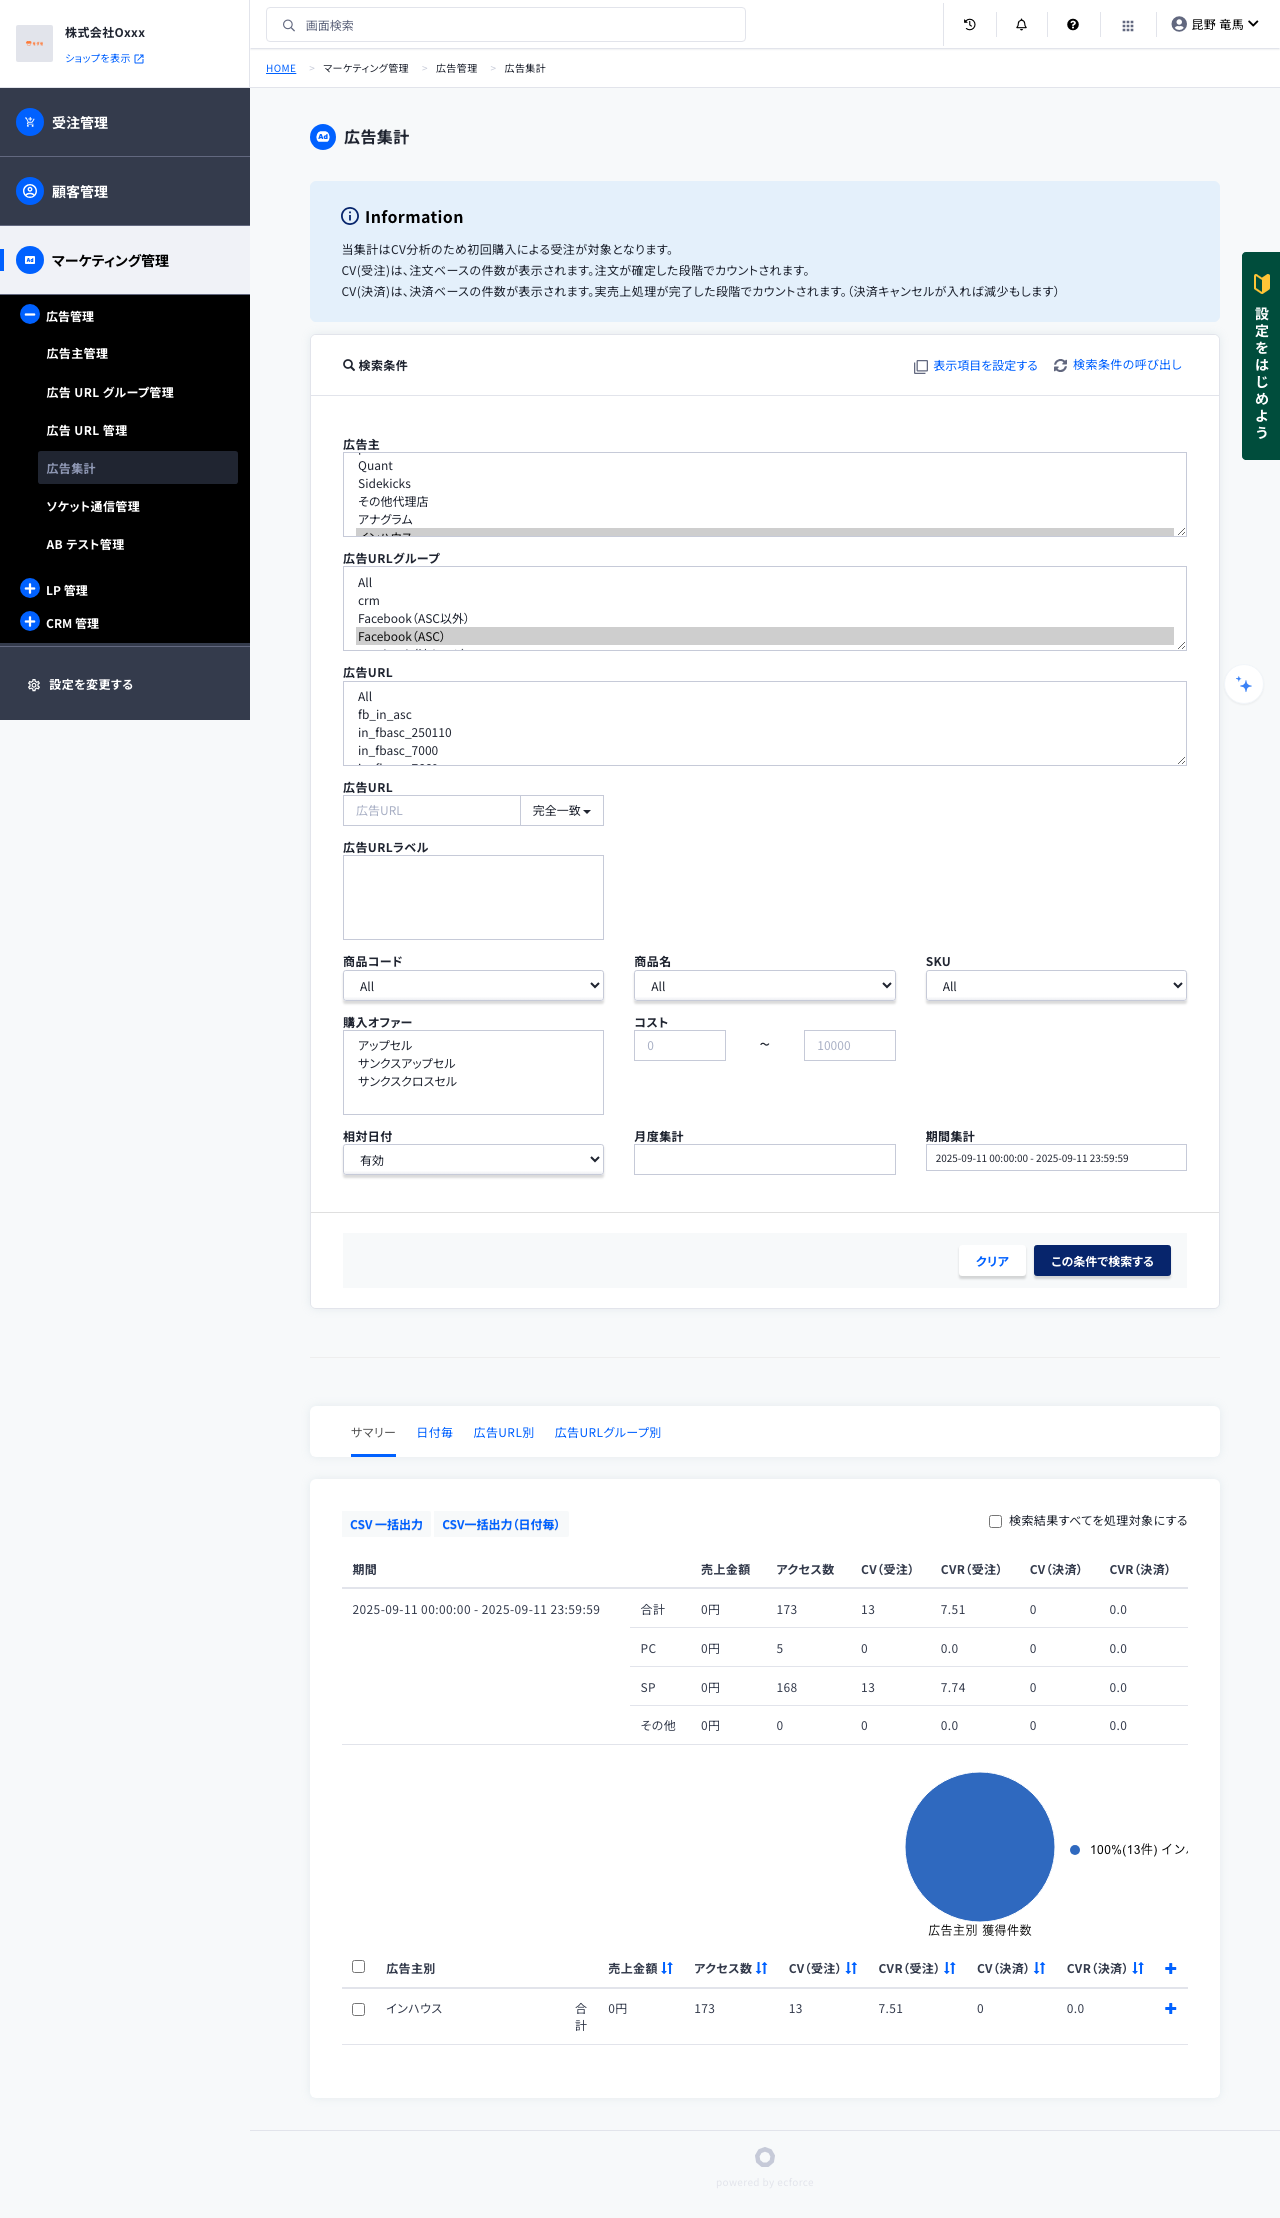 株式会社Oxxx
ショップを表示
画面検索
昆野 竜馬
HOME > マーケティング管理 > 広告管理 > 広告集計
受注管理
顧客管理
マーケティング管理
広告管理
広告主管理
広告 URL グループ管理
広告 URL 管理
広告集計
ソケット通信管理
AB テスト管理
LP 管理
CRM 管理
設定を変更する
広告集計
Information
当集計はCV分析のため初回購入による受注が対象となります。
CV(受注)は、注文ベースの件数が表示されます。注文が確定した段階でカウントされます。
CV(決済)は、決済ベースの件数が表示されます。実売上処理が完了した段階でカウントされます。（決済キャンセルが入れば減少もします）
設定をはじめよう
検索条件
表示項目を設定する 検索条件の呼び出し
広告主
Quant
Sidekicks
その他代理店
アナグラム
インハウス
広告URLグループ
All
crm
Facebook（ASC以外）
Facebook（ASC）
広告URL
All
fb_in_asc
in_fbasc_250110
in_fbasc_7000
広告URL
広告URL 完全一致
広告URLラベル
商品コード 商品名 SKU
All All All
購入オファー コスト
アップセル 0 ～ 10000
サンクスアップセル
サンクスクロスセル
相対日付 月度集計 期間集計
有効 2025-09-11 00:00:00 - 2025-09-11 23:59:59
クリア この条件で検索する
サマリー 日付毎 広告URL別 広告URLグループ別
CSV 一括出力 CSV一括出力（日付毎） 検索結果すべてを処理対象にする
期間 売上金額 アクセス数 CV（受注） CVR（受注） CV（決済） CVR（決済）
2025-09-11 00:00:00 - 2025-09-11 23:59:59 合計 0円 173 13 7.51 0 0.0
PC 0円 5 0 0.0 0 0.0
SP 0円 168 13 7.74 0 0.0
その他 0円 0 0 0.0 0 0.0
100%(13件) イン
広告主別 獲得件数
広告主別 売上金額 アクセス数 CV（受注） CVR（受注） CV（決済） CVR（決済）
インハウス 合計 0円 173 13 7.51 0 0.0
powered by ecforce